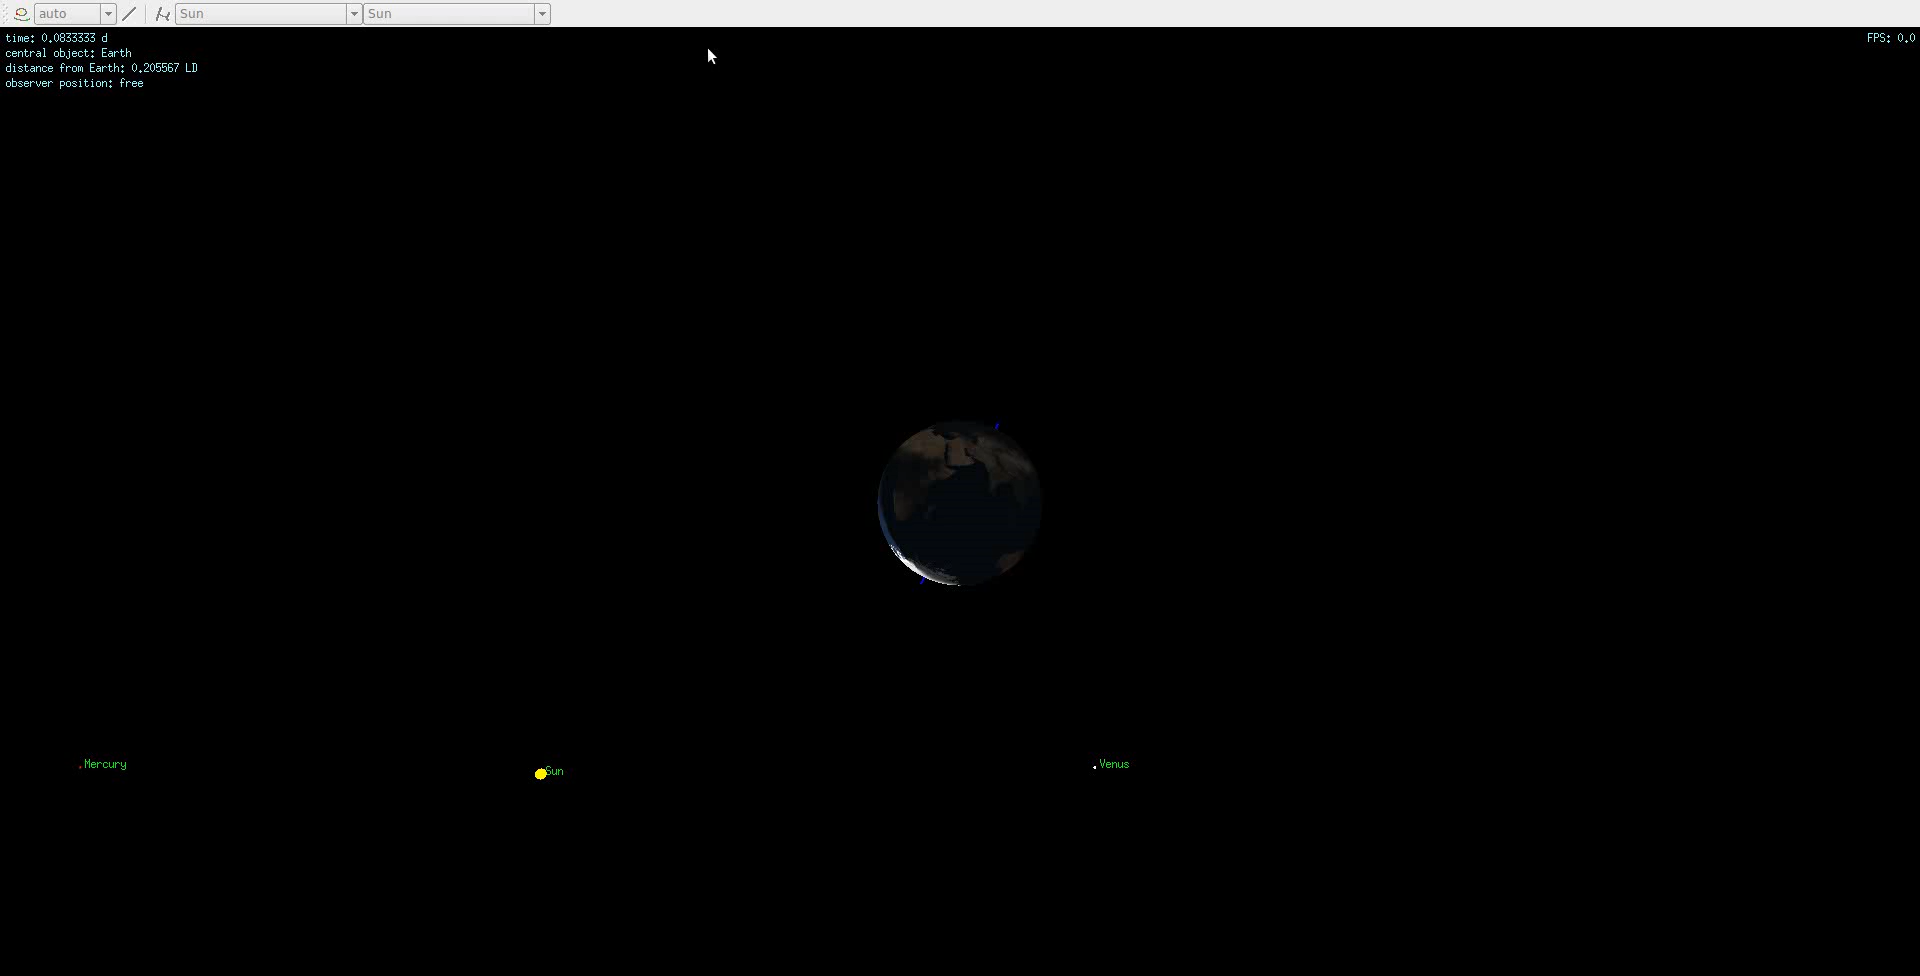 auto Sun Sun
time: 0.0833333 d
FPS: 0.0
central object: Earth
distance from Earth: 0.205567 LD
observer position: free
Mercury
Sun
Venus